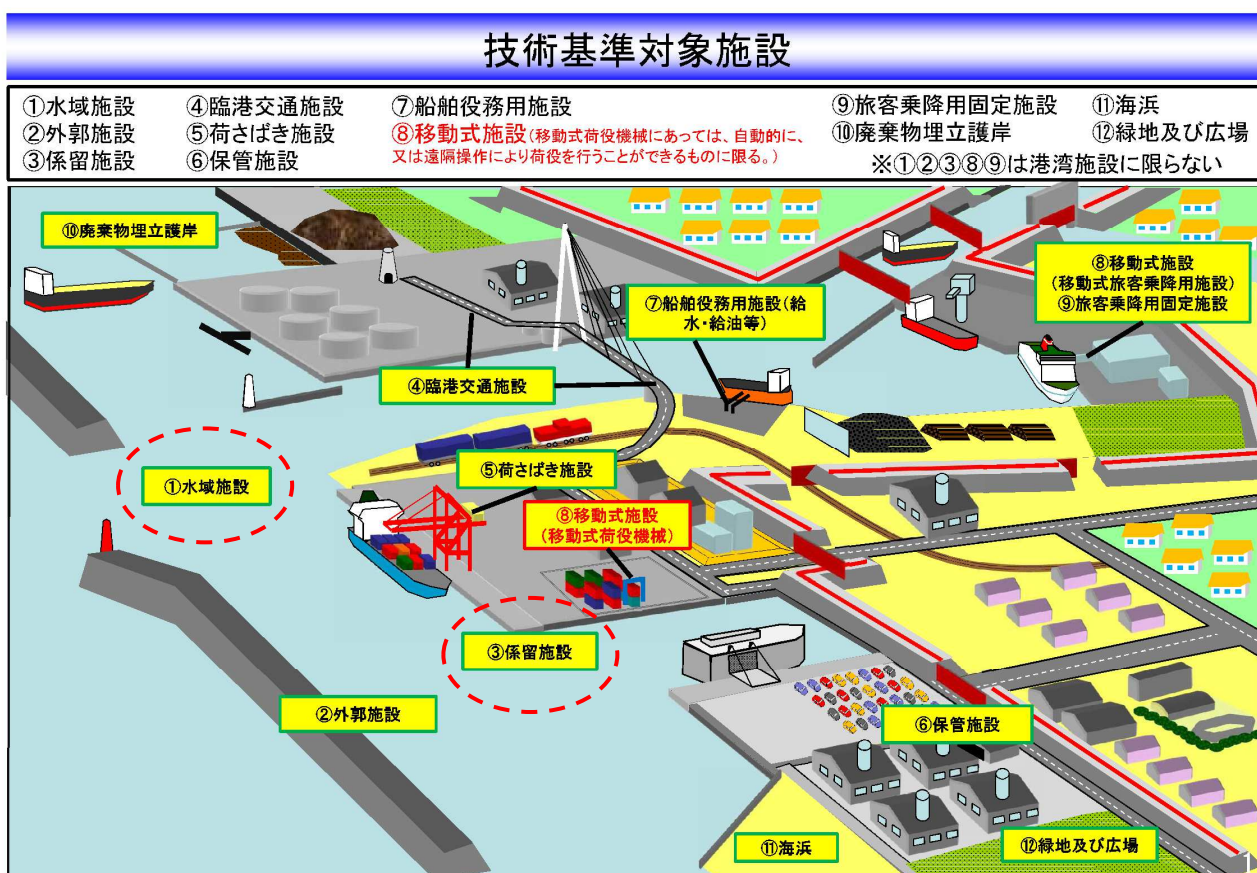 技術基準対象施設
①水域施設
②外郭施設
③係留施設
④臨港交通施設
⑤荷さばき施設
⑥保管施設
⑦船舶役務用施設
⑧移動式施設(移動式荷役機械にあっては、自動的に、
又は遠隔操作により荷役を行うことができるものに限る。)
⑨旅客乗降用固定施設
⑩廃棄物埋立護岸
⑪海浜
⑫緑地及び広場
※①②③⑧⑨は港湾施設に限らない
⑩廃棄物埋立護岸
⑦船舶役務用施設(給
水・給油等)
⑧移動式施設
(移動式旅客乗降用施設)
⑨旅客乗降用固定施設
④臨港交通施設
①水域施設
⑤荷さばき施設
⑧移動式施設
(移動式荷役機械)
③係留施設
②外郭施設
⑥保管施設
⑪海浜
⑫緑地及び広場
1